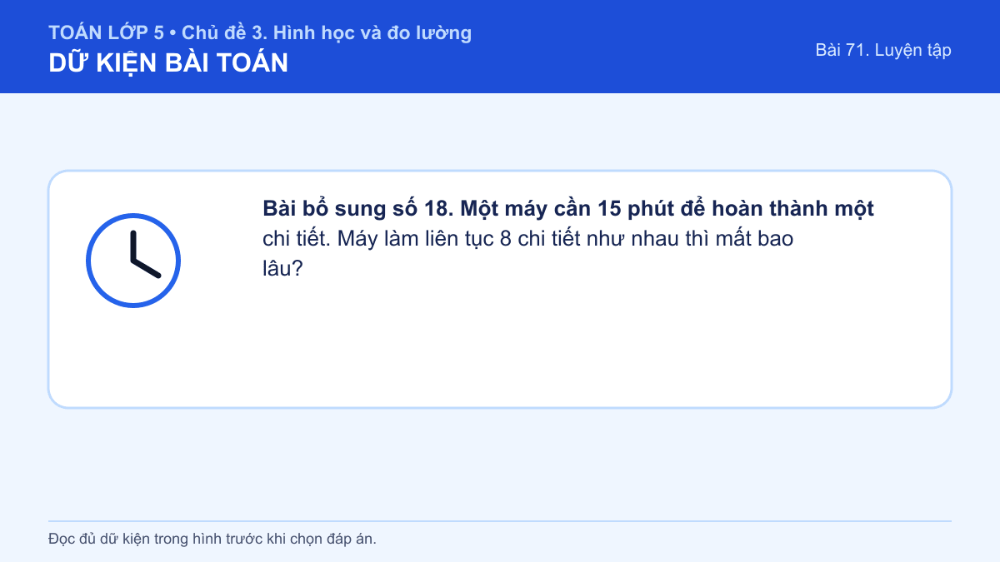 TOÁN LỚP 5 • Chủ đề 3. Hình học và đo lường
DỮ KIỆN BÀI TOÁN
Bài 71. Luyện tập
Bài bổ sung số 18. Một máy cần 15 phút để hoàn thành một
chi tiết. Máy làm liên tục 8 chi tiết như nhau thì mất bao
lâu?
Đọc đủ dữ kiện trong hình trước khi chọn đáp án.